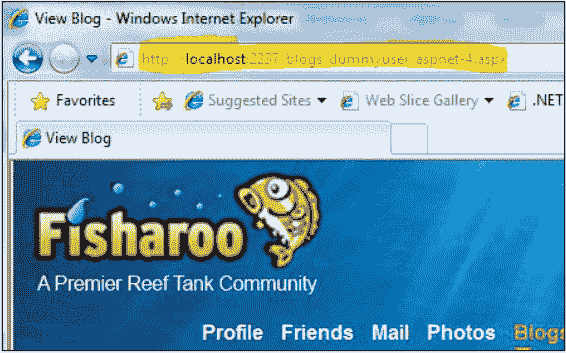 View Blog - Windows Internet Explorer
http://localhost:2237/blogs/dummyuser/aspnet-4.aspx
Favorites Suggested Sites Web Slice Gallery .NET
View Blog
Fisharoo
A Premier Reef Tank Community
Profile Friends Mail Photos Blogs